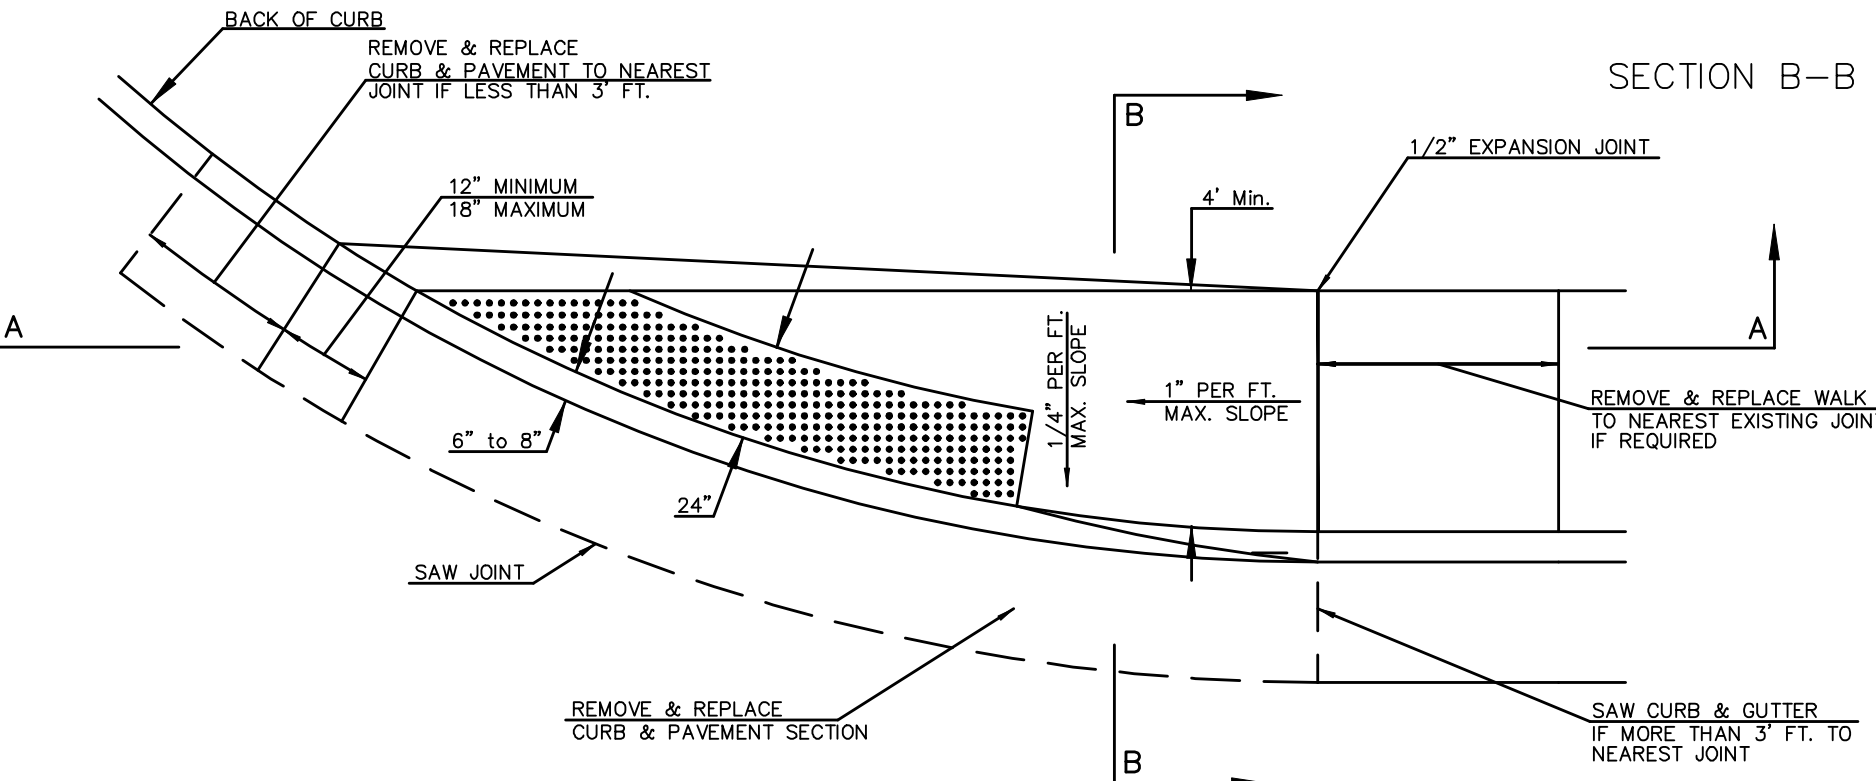 BACK OF CURB
REMOVE & REPLACE
CURB & PAVEMENT TO NEAREST
JOINT IF LESS THAN 3' FT.
SECTION B-B
B
1/2" EXPANSION JOINT
12" MINIMUM
18" MAXIMUM
4' Min.
A
A
1/4" PER FT.
MAX. SLOPE
1" PER FT.
MAX. SLOPE
REMOVE & REPLACE WALK
TO NEAREST EXISTING JOINT
IF REQUIRED
6" to 8"
24"
SAW JOINT
REMOVE & REPLACE
CURB & PAVEMENT SECTION
SAW CURB & GUTTER
IF MORE THAN 3' FT. TO
NEAREST JOINT
B